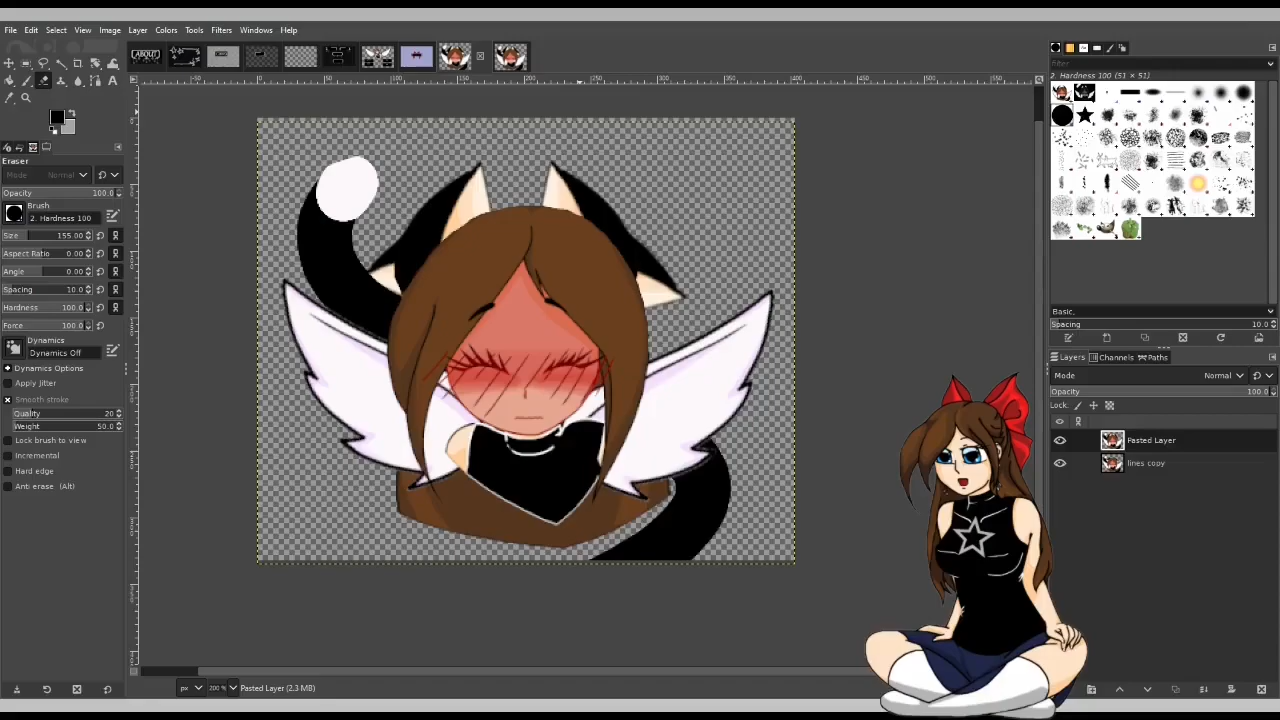 File Edit Select View Image Layer Colors Tools Filters Windows Help
ABOUT
Filter
2. Hardness 100 (51 × 51)
Eraser
Mode Normal
Opacity 100.0
Brush
2. Hardness 100
Size 155.00
Aspect Ratio 0.00
Angle 0.00
Spacing 10.0
Hardness 100.0
Force 100.0
Dynamics
Dynamics Off
Dynamics Options
Apply Jitter
Smooth stroke
Quality 20
Weight 50.0
Lock brush to view
Incremental
Hard edge
Anti erase (Alt)
Basic,
Spacing 10.0
Layers Channels Paths
Mode Normal
Opacity 100.0
Lock:
Pasted Layer
lines copy
px 200 % Pasted Layer (2.3 MB)